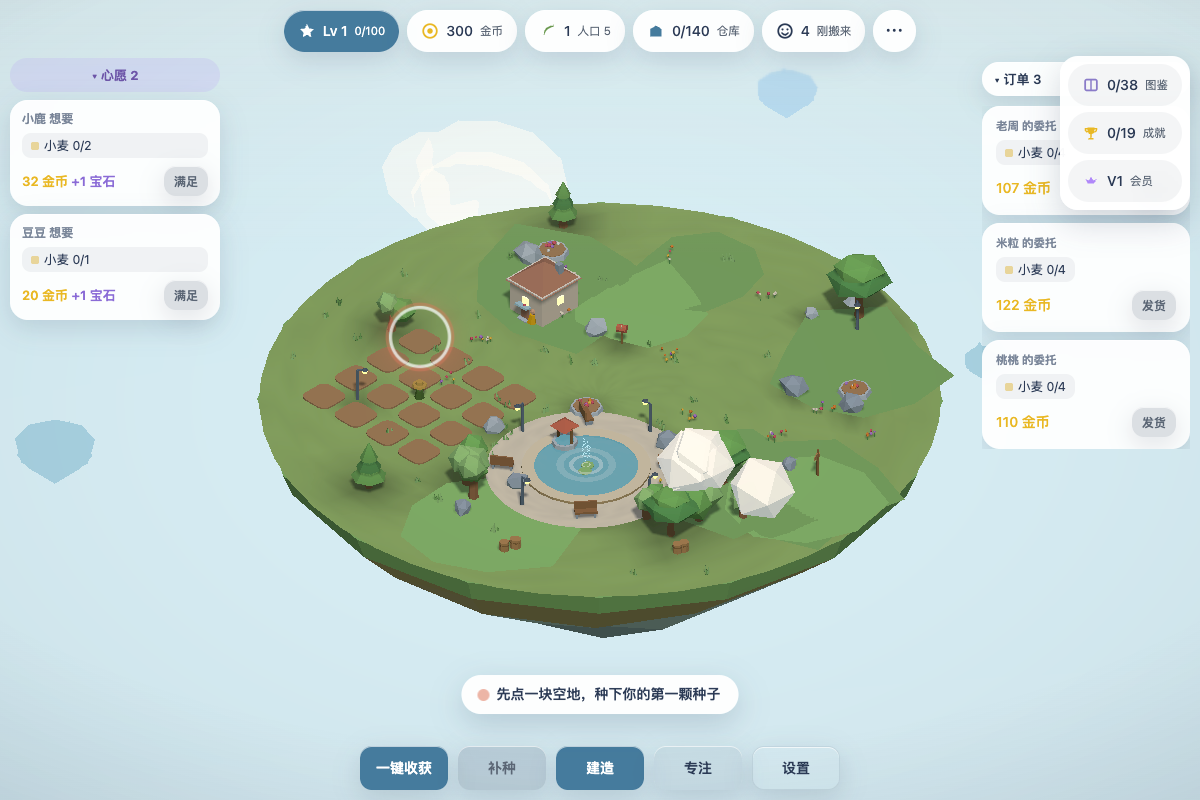 Lv 1 0/100
300 金币
1 人口 5
0/140 仓库
4 刚搬来
心愿 2
小鹿 想要
小麦 0/2
32 金币 +1 宝石
满足
豆豆 想要
小麦 0/1
20 金币 +1 宝石
满足
订单 3
老周 的委托
小麦 0/4
107 金币
米粒 的委托
小麦 0/4
122 金币
发货
桃桃 的委托
小麦 0/4
110 金币
发货
0/38 图鉴
0/19 成就
V1 会员
先点一块空地，种下你的第一颗种子
一键收获
补种
建造
专注
设置